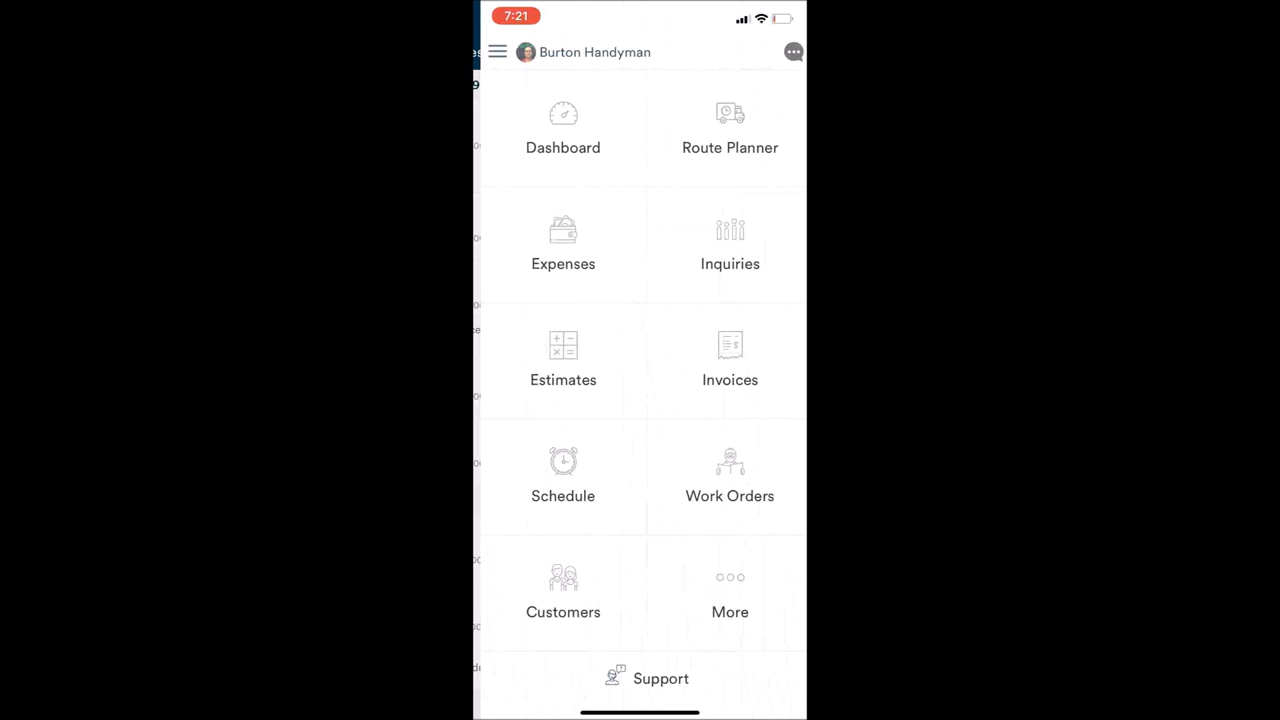 7:21
Burton Handyman
Dashboard
Route Planner
Expenses
Inquiries
Estimates
Invoices
Schedule
Work Orders
Customers
More
Support